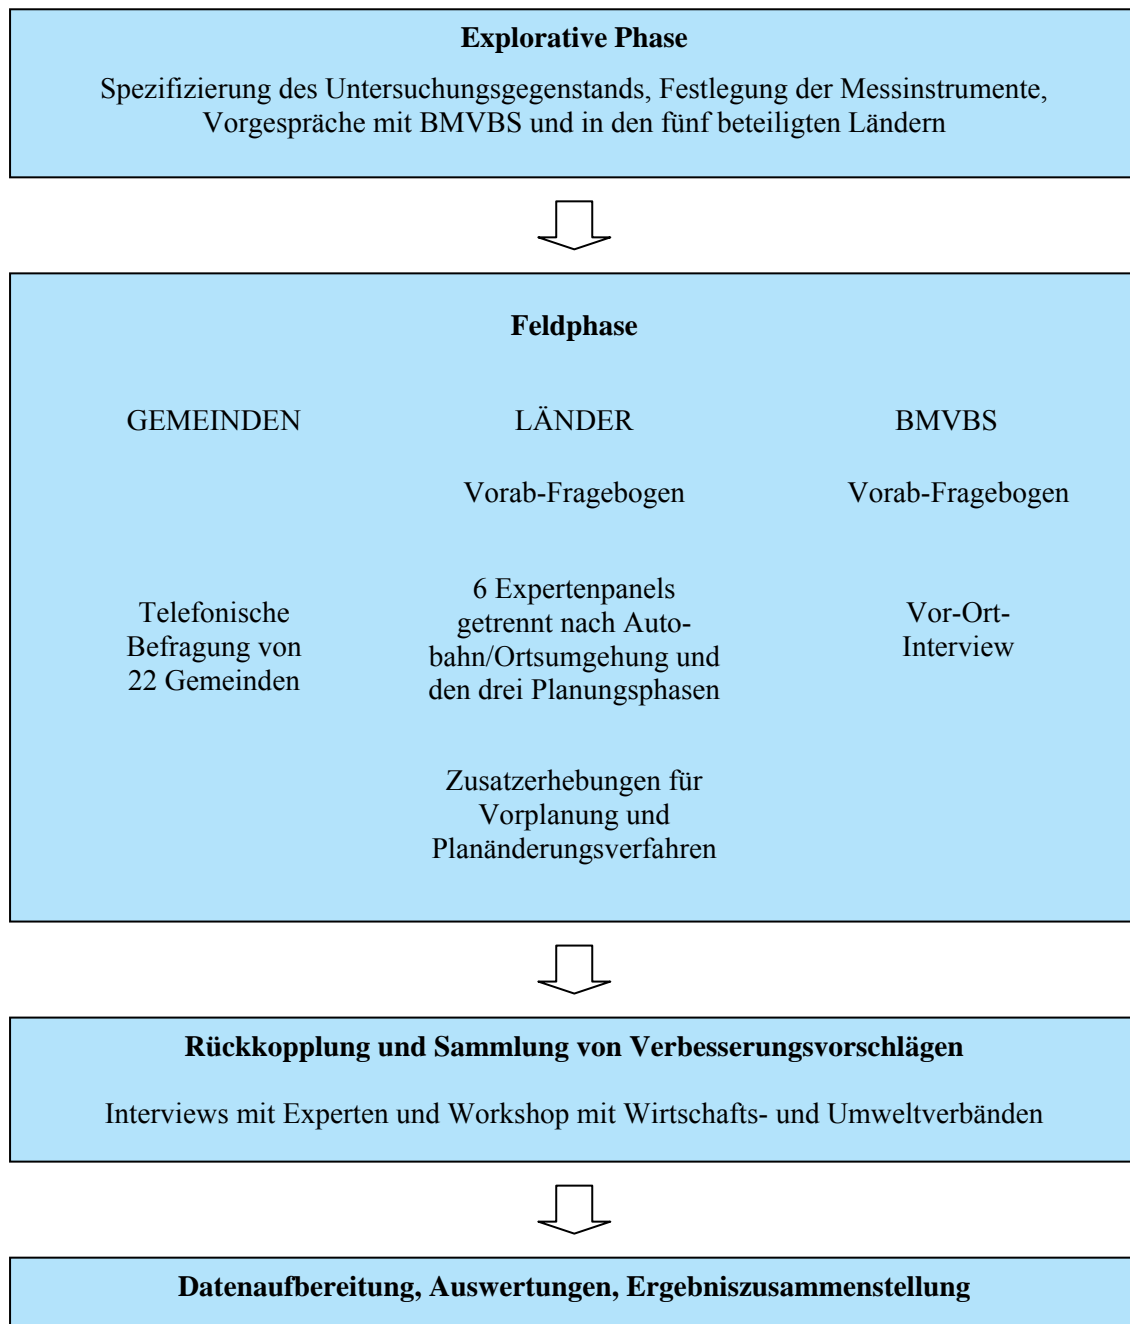 Explorative Phase
Spezifizierung des Untersuchungsgegenstands, Festlegung der Messinstrumente,
Vorgespräche mit BMVBS und in den fünf beteiligten Ländern
Feldphase
GEMEINDEN
Telefonische
Befragung von
22 Gemeinden
LÄNDER
Vorab-Fragebogen
6 Expertenpanels
getrennt nach Auto-
bahn/Ortsumgehung und
den drei Planungsphasen
Zusatzerhebungen für
Vorplanung und
Planänderungsverfahren
BMVBS
Vorab-Fragebogen
Vor-Ort-
Interview
Rückkopplung und Sammlung von Verbesserungsvorschlägen
Interviews mit Experten und Workshop mit Wirtschafts- und Umweltverbänden
Datenaufbereitung, Auswertungen, Ergebniszusammenstellung